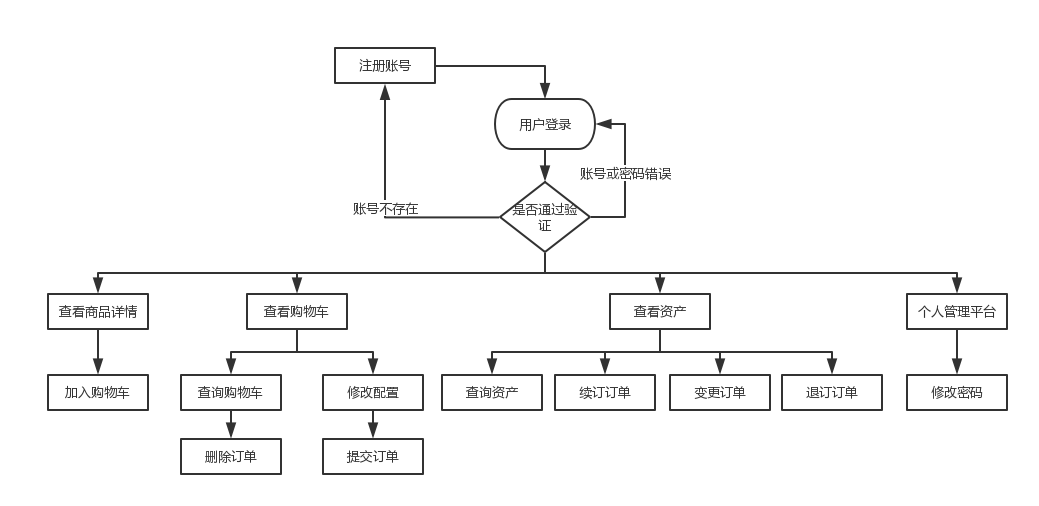 注册账号
用户登录
账号或密码错误
账号不存在
是否通过验
证
查看商品详情
查看购物车
查看资产
个人管理平台
加入购物车
查询购物车
修改配置
查询资产
续订订单
变更订单
退订订单
修改密码
删除订单
提交订单